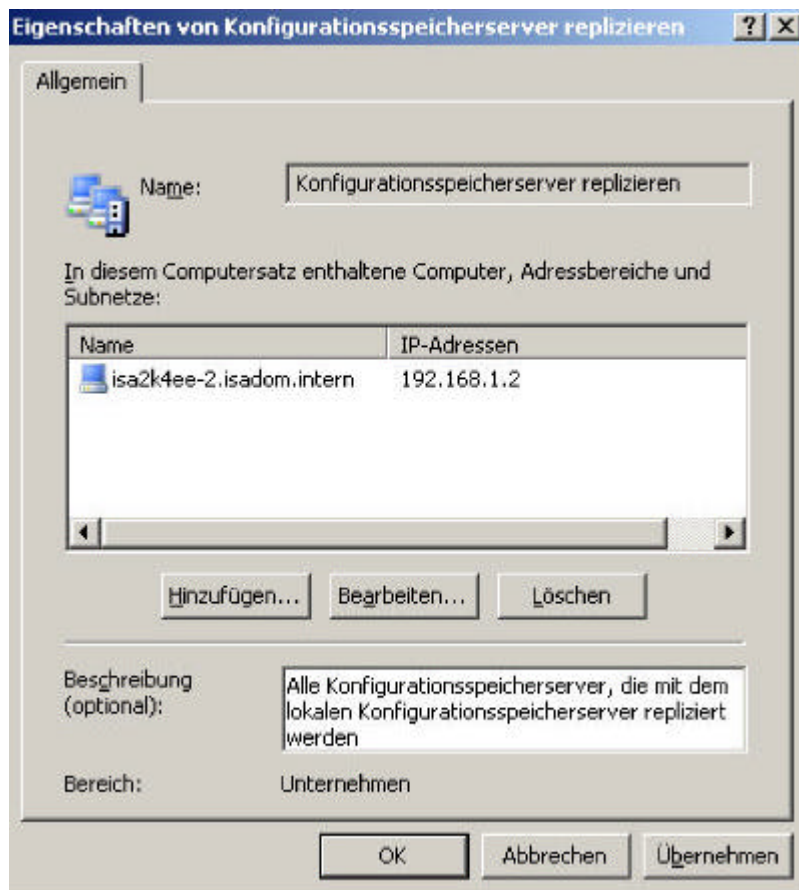 Eigenschaften von Konfigurationsspeicherserver replizieren
Allgemein
Name: Konfigurationsspeicherserver replizieren
In diesem Computersatz enthaltene Computer, Adressbereiche und
Subnetze:
Name IP-Adressen
isa2k4ee-2.isadom.intern 192.168.1.2
Hinzufügen... Bearbeiten... Löschen
Beschreibung
(optional):
Alle Konfigurationsspeicherserver, die mit dem
lokalen Konfigurationsspeicherserver repliziert
werden
Bereich: Unternehmen
OK Abbrechen Übernehmen